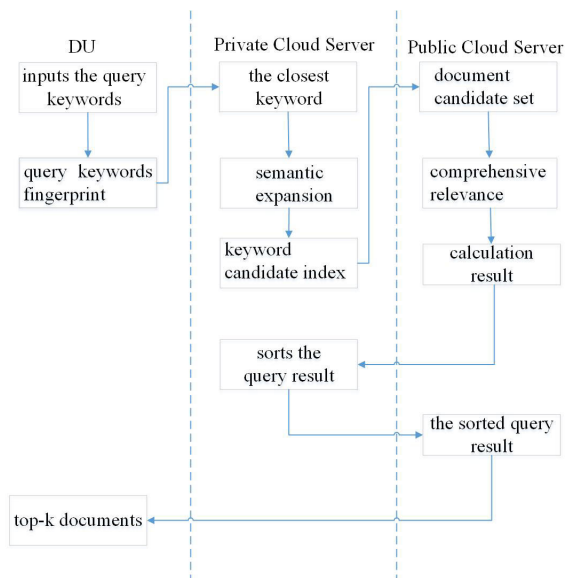 DU
Private Cloud Server
Public Cloud Server
inputs the query
keywords
query keywords
fingerprint
the closest
keyword
semantic
expansion
keyword
candidate index
document
candidate set
comprehensive
relevance
calculation
result
sorts the
query result
the sorted query
result
top-k documents